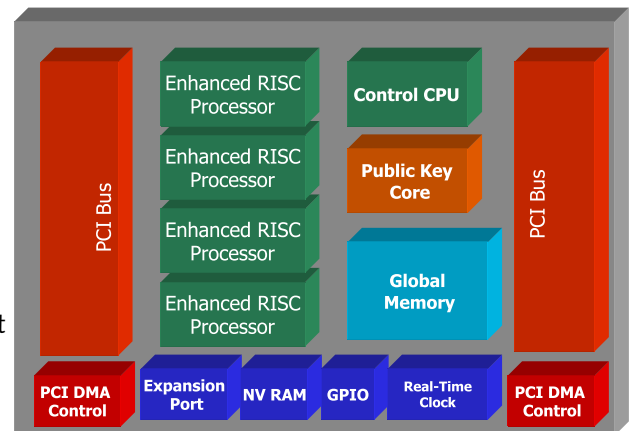 PCI Bus
Enhanced RISC
Processor
Enhanced RISC
Processor
Enhanced RISC
Processor
Enhanced RISC
Processor
Control CPU
Public Key
Core
Global
Memory
PCI Bus
t
PCI DMA
Control
Expansion
Port
NV RAM
GPIO
Real-Time
Clock
PCI DMA
Control